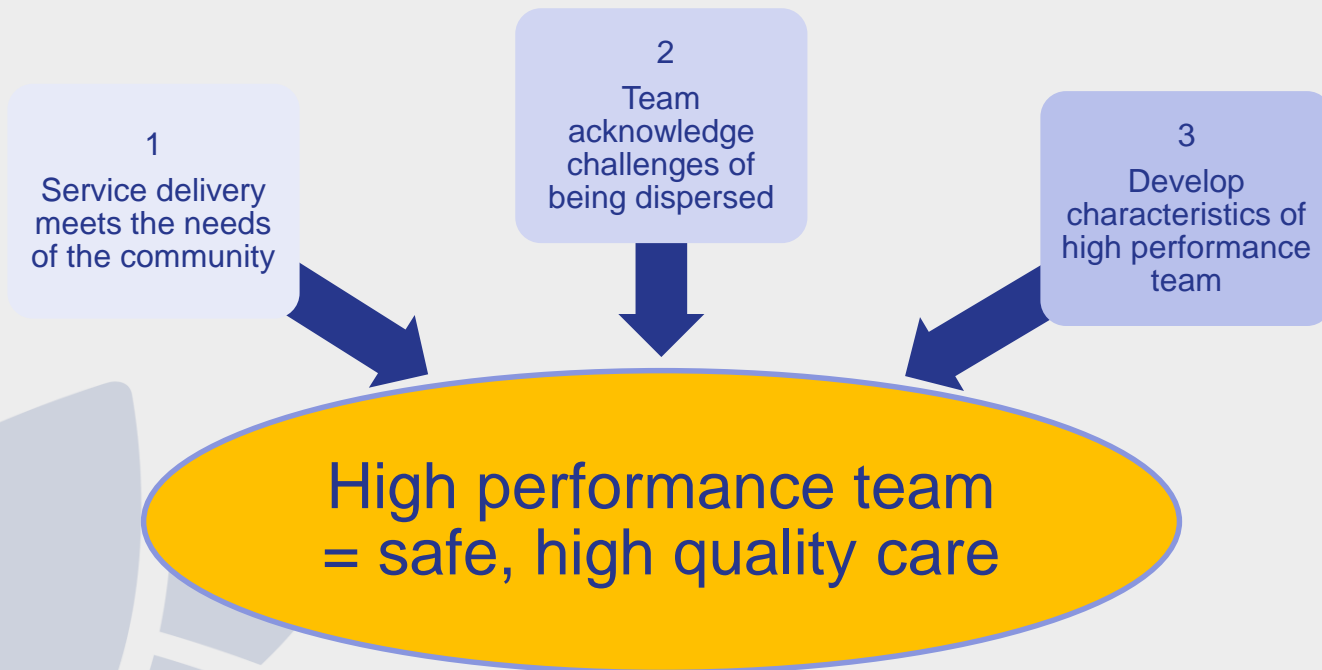 1
Service delivery
meets the needs
of the community
2
Team
acknowledge
challenges of
being dispersed
3
Develop
characteristics of
high performance
team
High performance team
= safe, high quality care